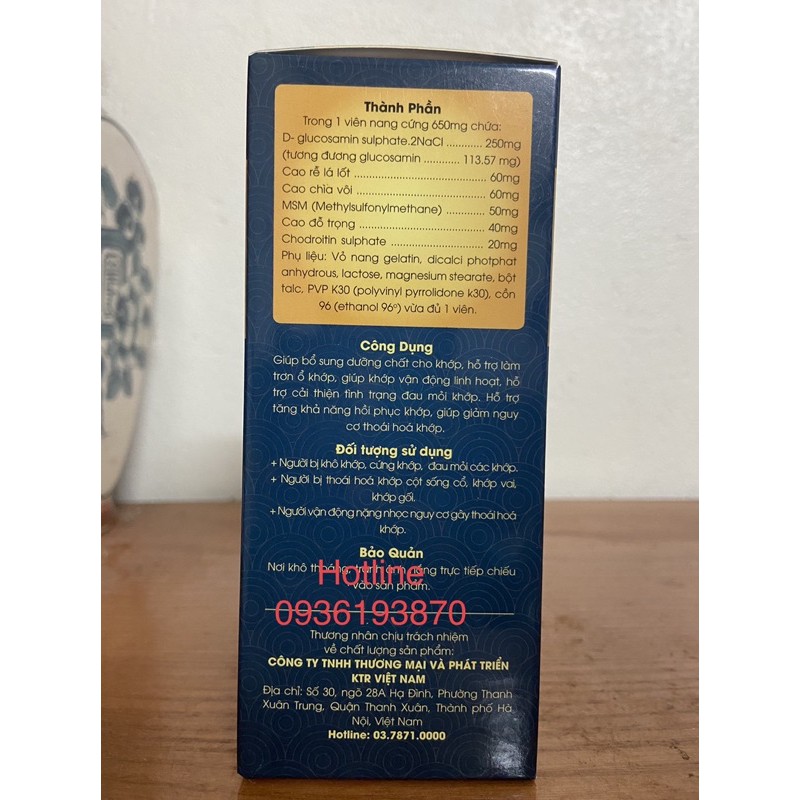 Thành Phần
Trong 1 viên nang cứng 650mg chứa:
D- glucosamin sulphate.2NaCl ............ 250mg
(tương đương glucosamin ............ 113.57 mg)
Cao rễ lá lốt ........................................ 60mg
Cao chìa vôi ........................................ 60mg
MSM (Methylsulfonylmethane) ............. 50mg
Cao đỗ trọng ........................................ 40mg
Chodroitin sulphate ............................. 20mg
Phụ liệu: Vỏ nang gelatin, dicalci photphat
anhydrous, lactose, magnesium stearate, bột
talc, PVP K30 (polyvinyl pyrrolidone k30), cồn
96 (ethanol 96º) vừa đủ 1 viên.
Công Dụng
Giúp bổ sung dưỡng chất cho khớp, hỗ trợ làm
trơn ổ khớp, giúp khớp vận động linh hoạt, hỗ
trợ cải thiện tình trạng đau mỏi khớp. Hỗ trợ
tăng khả năng hồi phục khớp, giúp giảm nguy
cơ thoái hoá khớp.
Đối tượng sử dụng
+ Người bị khô khớp, cứng khớp, đau mỏi các khớp.
+ Người bị thoái hoá khớp cột sống cổ, khớp vai,
khớp gối.
+ Người vận động nặng nhọc nguy cơ gây thoái hoá
khớp.
Bảo Quản
Nơi khô thoáng, tránh ánh nắng trực tiếp chiếu
vào sản phẩm.
Hotline
0936193870
Thương nhân chịu trách nhiệm
về chất lượng sản phẩm:
CÔNG TY TNHH THƯƠNG MẠI VÀ PHÁT TRIỂN
KTR VIỆT NAM
Địa chỉ: Số 30, ngõ 28A Hạ Đình, Phường Thanh
Xuân Trung, Quận Thanh Xuân, Thành phố Hà
Nội, Việt Nam
Hotline: 03.7871.0000